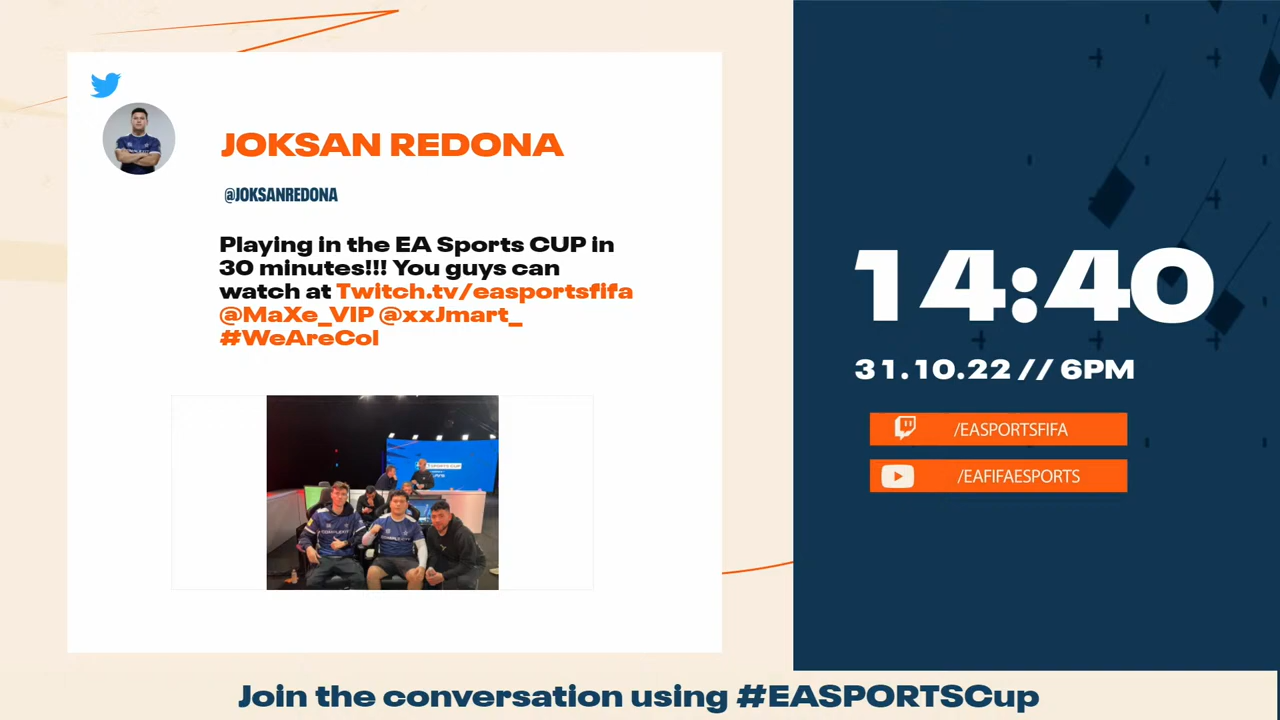 JOKSAN REDONA
@JOKSANREDONA
Playing in the EA Sports CUP in
30 minutes!!! You guys can
watch at Twitch.tv/easportsfifa
@MaXe_VIP @xxJmart_
#WeAreCol
14:40
31.10.22 // 6PM
/EASPORTSFIFA
/EAFIFAESPORTS
Join the conversation using #EASPORTSCup